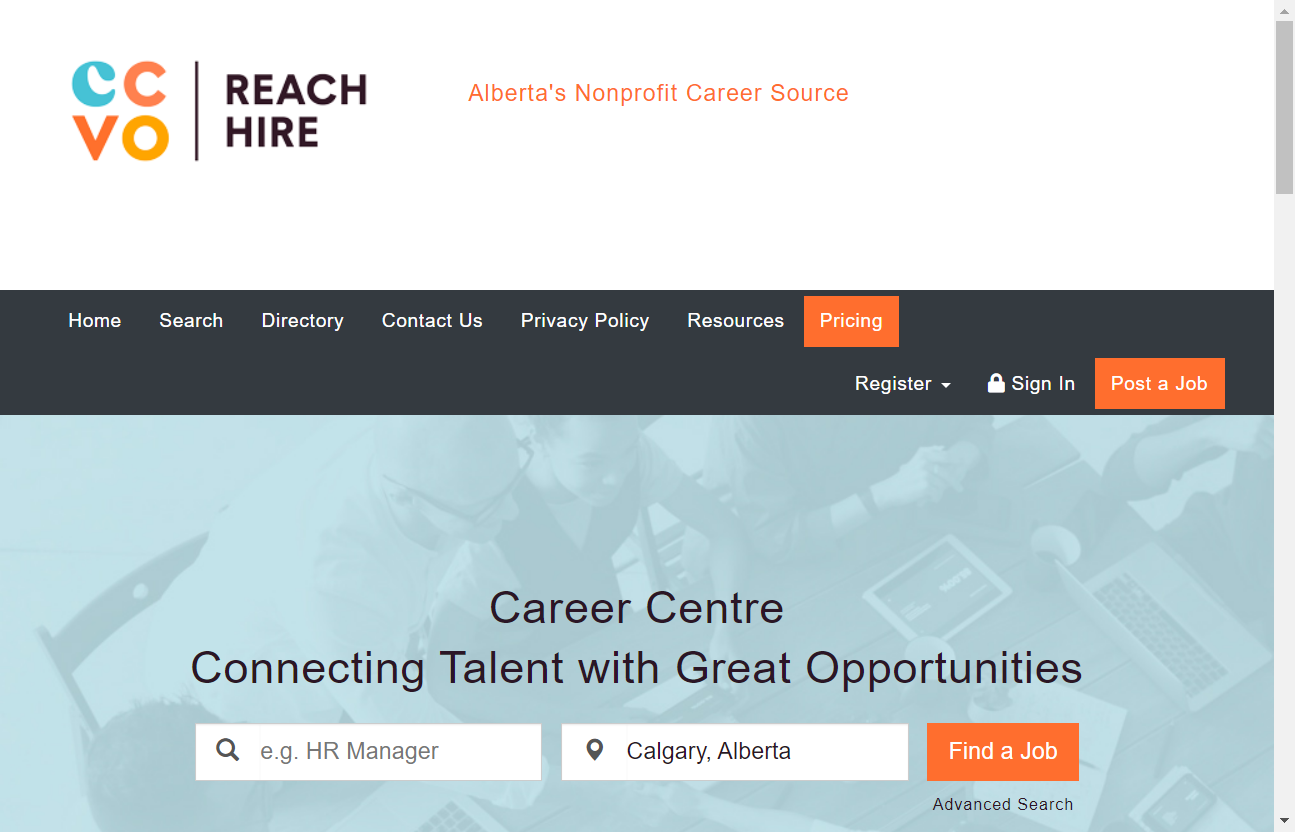 CC
VO
REACH
HIRE
Alberta's Nonprofit Career Source
Home Search Directory Contact Us Privacy Policy Resources Pricing
Register Sign In Post a Job
Career Centre
Connecting Talent with Great Opportunities
e.g. HR Manager Calgary, Alberta Find a Job
Advanced Search